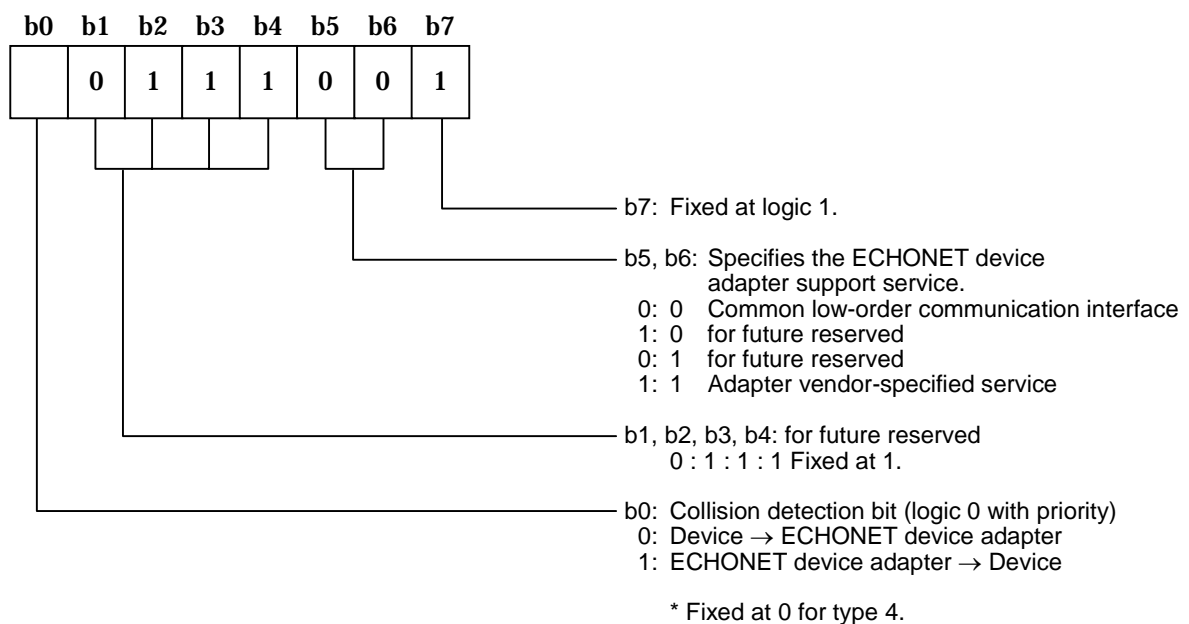 b0 b1 b2 b3 b4 b5 b6 b7
0 1 1 1 0 0 1
b7: Fixed at logic 1.
b5, b6: Specifies the ECHONET device
adapter support service.
0: 0 Common low-order communication interface
1: 0 for future reserved
0: 1 for future reserved
1: 1 Adapter vendor-specified service
b1, b2, b3, b4: for future reserved
0 : 1 : 1 : 1 Fixed at 1.
b0: Collision detection bit (logic 0 with priority)
0: Device → ECHONET device adapter
1: ECHONET device adapter → Device
* Fixed at 0 for type 4.